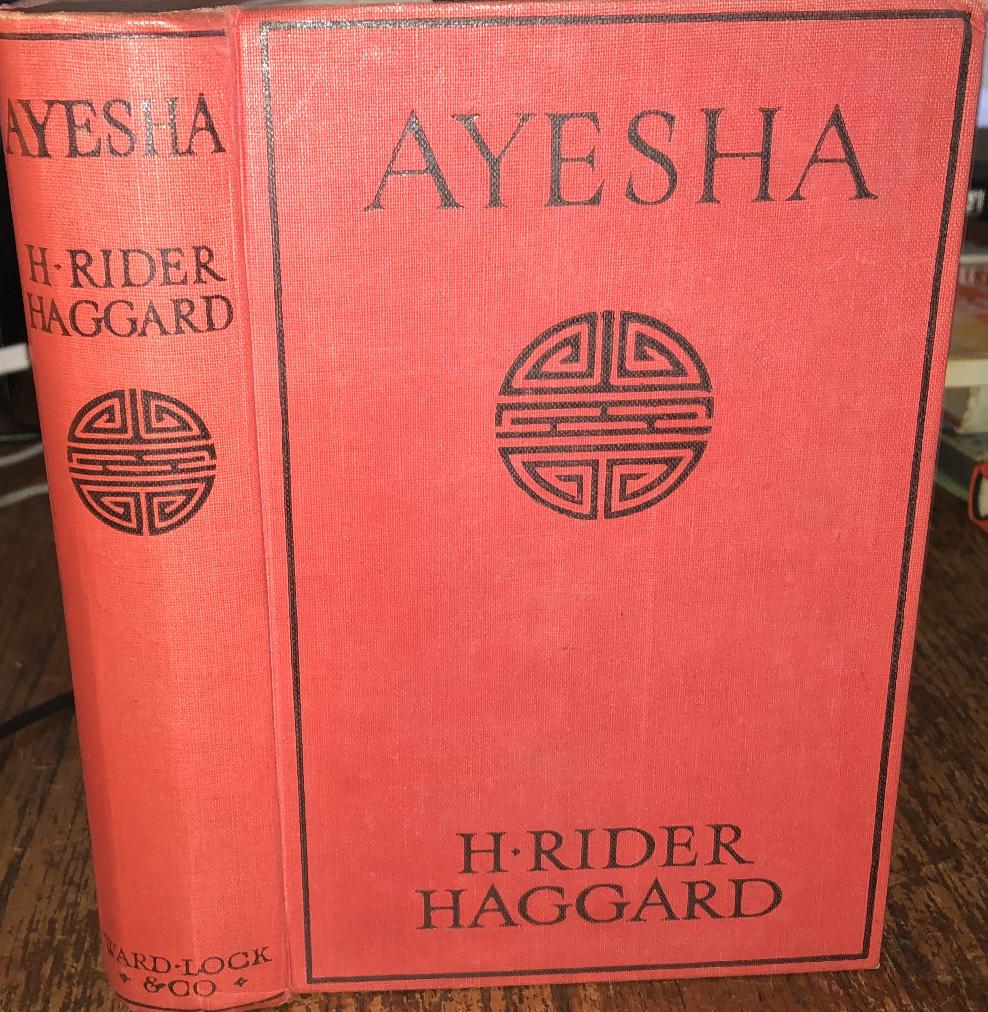 AYESHA
H·RIDER
HAGGARD
WARD·LOCK
& CO
AYESHA
H·RIDER
HAGGARD